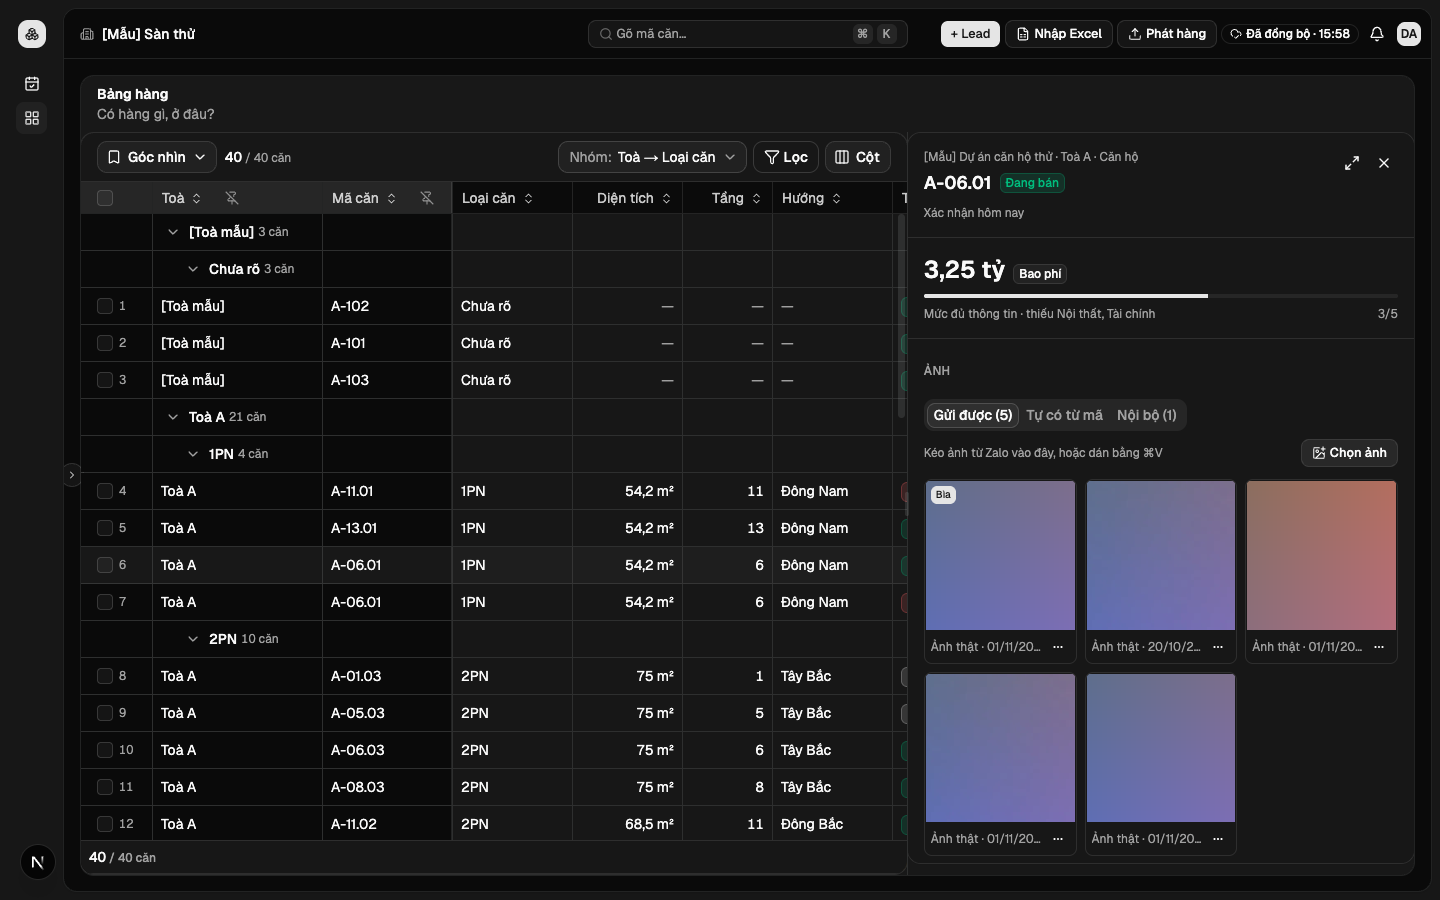 [Mẫu] Sàn thử
Gõ mã căn...
⌘ K
+ Lead
Nhập Excel
Phát hàng
Đã đồng bộ · 15:58
DA
Bảng hàng
Có hàng gì, ở đâu?
Góc nhìn
40 / 40 căn
Nhóm: Toà → Loại căn
Lọc
Cột
Toà
Mã căn
Loại căn
Diện tích
Tầng
Hướng
T
[Toà mẫu] 3 căn
Chưa rõ 3 căn
1 [Toà mẫu] A-102 Chưa rõ — — —
2 [Toà mẫu] A-101 Chưa rõ — — —
3 [Toà mẫu] A-103 Chưa rõ — — —
Toà A 21 căn
1PN 4 căn
4 Toà A A-11.01 1PN 54,2 m² 11 Đông Nam
5 Toà A A-13.01 1PN 54,2 m² 13 Đông Nam
6 Toà A A-06.01 1PN 54,2 m² 6 Đông Nam
7 Toà A A-06.01 1PN 54,2 m² 6 Đông Nam
2PN 10 căn
8 Toà A A-01.03 2PN 75 m² 1 Tây Bắc
9 Toà A A-05.03 2PN 75 m² 5 Tây Bắc
10 Toà A A-06.03 2PN 75 m² 6 Tây Bắc
11 Toà A A-08.03 2PN 75 m² 8 Tây Bắc
12 Toà A A-11.02 2PN 68,5 m² 11 Đông Bắc
40 / 40 căn
N
[Mẫu] Dự án căn hộ thử · Toà A · Căn hộ
A-06.01 Đang bán
Xác nhận hôm nay
3,25 tỷ Bao phí
Mức đủ thông tin · thiếu Nội thất, Tài chính 3/5
ẢNH
Gửi được (5) Tự có từ mã Nội bộ (1)
Kéo ảnh từ Zalo vào đây, hoặc dán bằng ⌘V
Chọn ảnh
Bìa
Ảnh thật · 01/11/20... ···
Ảnh thật · 20/10/2... ···
Ảnh thật · 01/11/20... ···
Ảnh thật · 01/11/20... ···
Ảnh thật · 01/11/20... ···